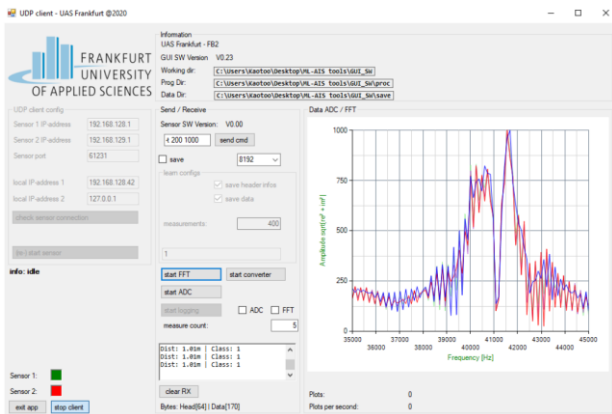 UDP client - UAS Frankfurt @2020
FRANKFURT
UNIVERSITY
OF APPLIED SCIENCES
Information
UAS Frankfurt - FB2
GUI SW Version V0.23
Working dir: C:\Users\Kaotoo\Desktop\ML-AIS tools\GUI_SW
Prog Dir: C:\Users\Kaotoo\Desktop\ML-AIS tools\GUI_SW\proc
Data Dir: C:\Users\Kaotoo\Desktop\ML-AIS tools\GUI_SW\save
UDP client config
Sensor 1 IP-address 192.168.128.1
Sensor 2 IP-address 192.168.129.1
Sensor port 61231
local IP-address 1 192.168.128.42
local IP-address 2 127.0.0.1
check sensor connection
start sensor
info: idle
Sensor 1:
Sensor 2:
exit app
stop client
Send / Receive
Sensor SW Version: V0.00
200 1000
send cmd
save
8192
learn configs
save header infos
save data
measurements: 400
1
start FFT
start converter
start ADC
start logging
ADC
FFT
measure count: 5
Dist: 1.01m | Class: 1
Dist: 1.01m | Class: 1
Dist: 1.01m | Class: 1
clear RX
Bytes: Head[64] | Data[170]
Data ADC / FFT
1000
750
500
250
0
Amplitude sqrt(re² + im²)
35000
36000
37000
38000
39000
40000
41000
42000
43000
44000
45000
Frequency [Hz]
Plots: 0
Plots per second: 0